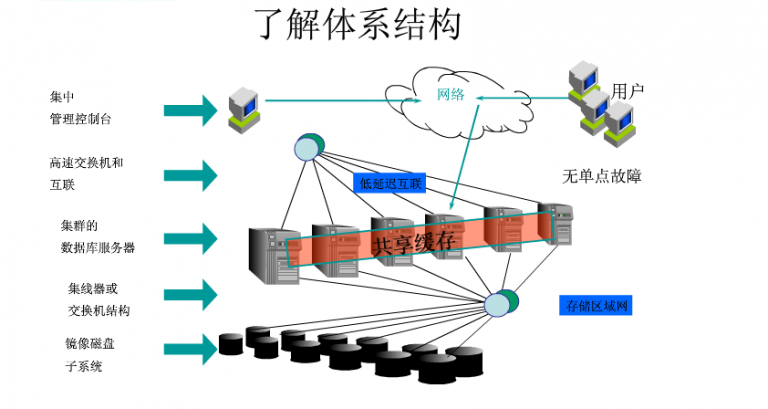 了解体系结构
集中
管理控制台
网络
用户
高速交换机和
互联
低延迟互联
无单点故障
集群的
数据库服务器
共享缓存
集线器或
交换机结构
存储区域网
镜像磁盘
子系统